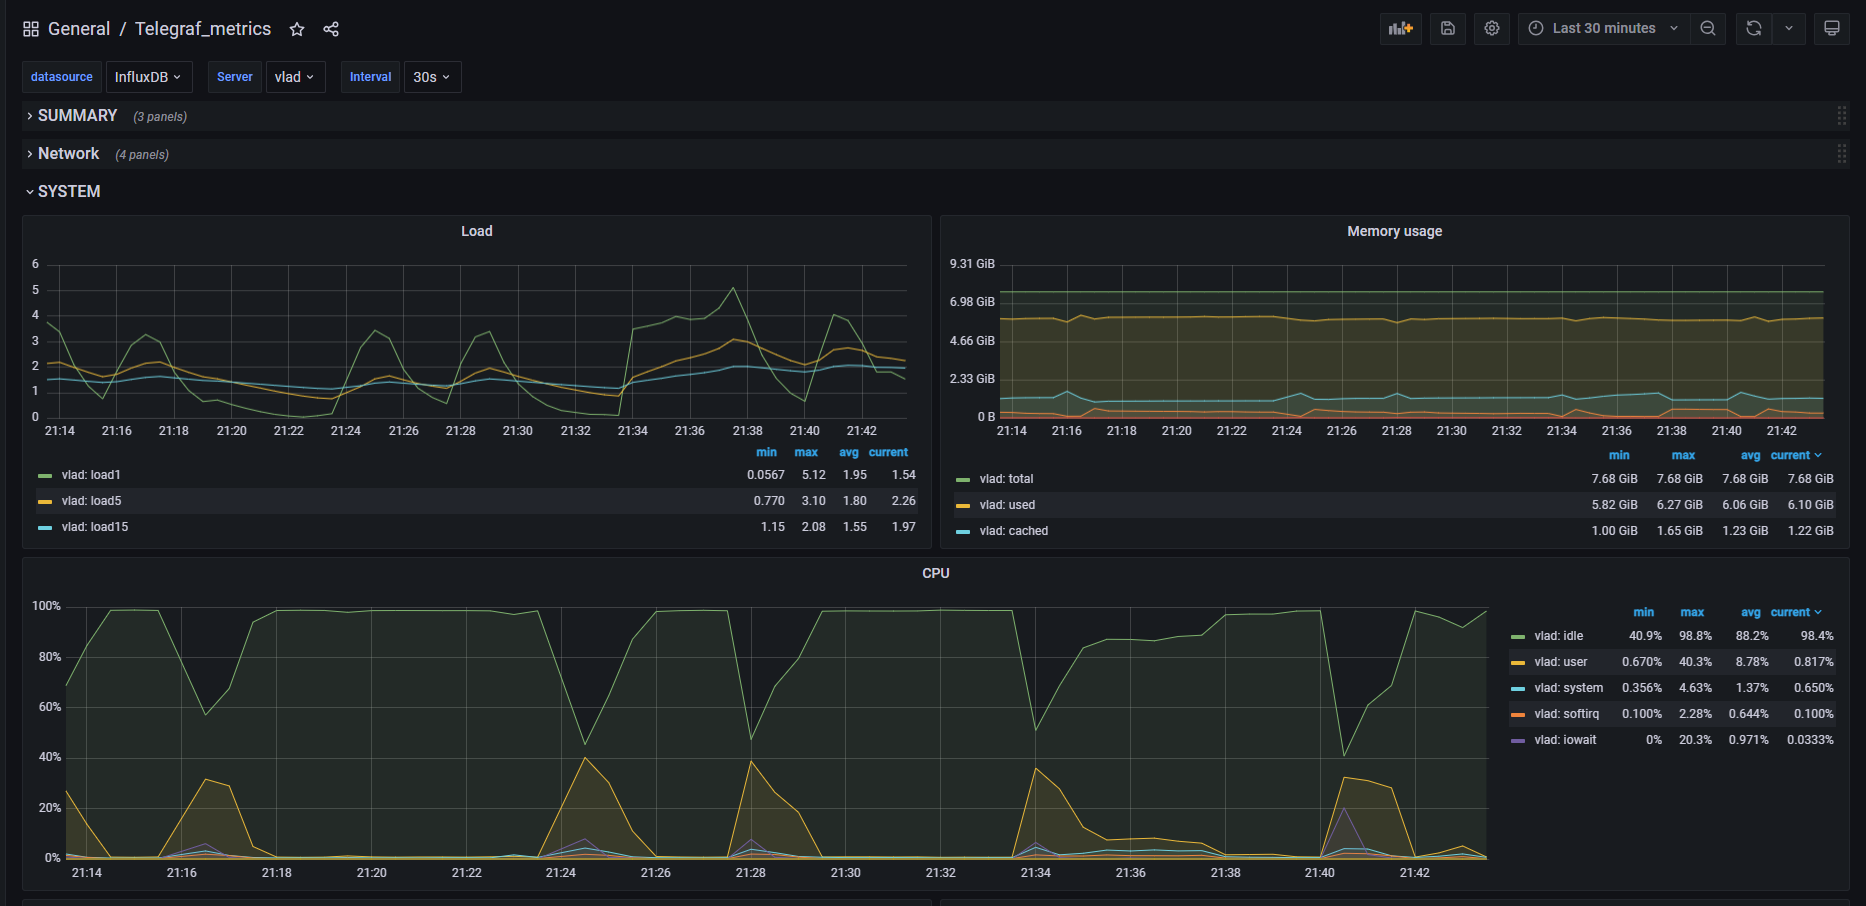 General / Telegraf_metrics Last 30 minutes
datasource InfluxDB Server vlad Interval 30s
SUMMARY (3 panels)
Network (4 panels)
SYSTEM
Load
6
5
4
3
2
1
0
21:14 21:16 21:18 21:20 21:22 21:24 21:26 21:28 21:30 21:32 21:34 21:36 21:38 21:40 21:42
min max avg current
vlad: load1 0.0567 5.12 1.95 1.54
vlad: load5 0.770 3.10 1.80 2.26
vlad: load15 1.15 2.08 1.55 1.97
Memory usage
9.31 GiB
6.98 GiB
4.66 GiB
2.33 GiB
0 B
21:14 21:16 21:18 21:20 21:22 21:24 21:26 21:28 21:30 21:32 21:34 21:36 21:38 21:40 21:42
min max avg current
vlad: total 7.68 GiB 7.68 GiB 7.68 GiB 7.68 GiB
vlad: used 5.82 GiB 6.27 GiB 6.06 GiB 6.10 GiB
vlad: cached 1.00 GiB 1.65 GiB 1.23 GiB 1.22 GiB
CPU
100%
80%
60%
40%
20%
0%
21:14 21:16 21:18 21:20 21:22 21:24 21:26 21:28 21:30 21:32 21:34 21:36 21:38 21:40 21:42
min max avg current
vlad: idle 40.9% 98.8% 88.2% 98.4%
vlad: user 0.670% 40.3% 8.78% 0.817%
vlad: system 0.356% 4.63% 1.37% 0.650%
vlad: softirq 0.100% 2.28% 0.644% 0.100%
vlad: iowait 0% 20.3% 0.971% 0.0333%